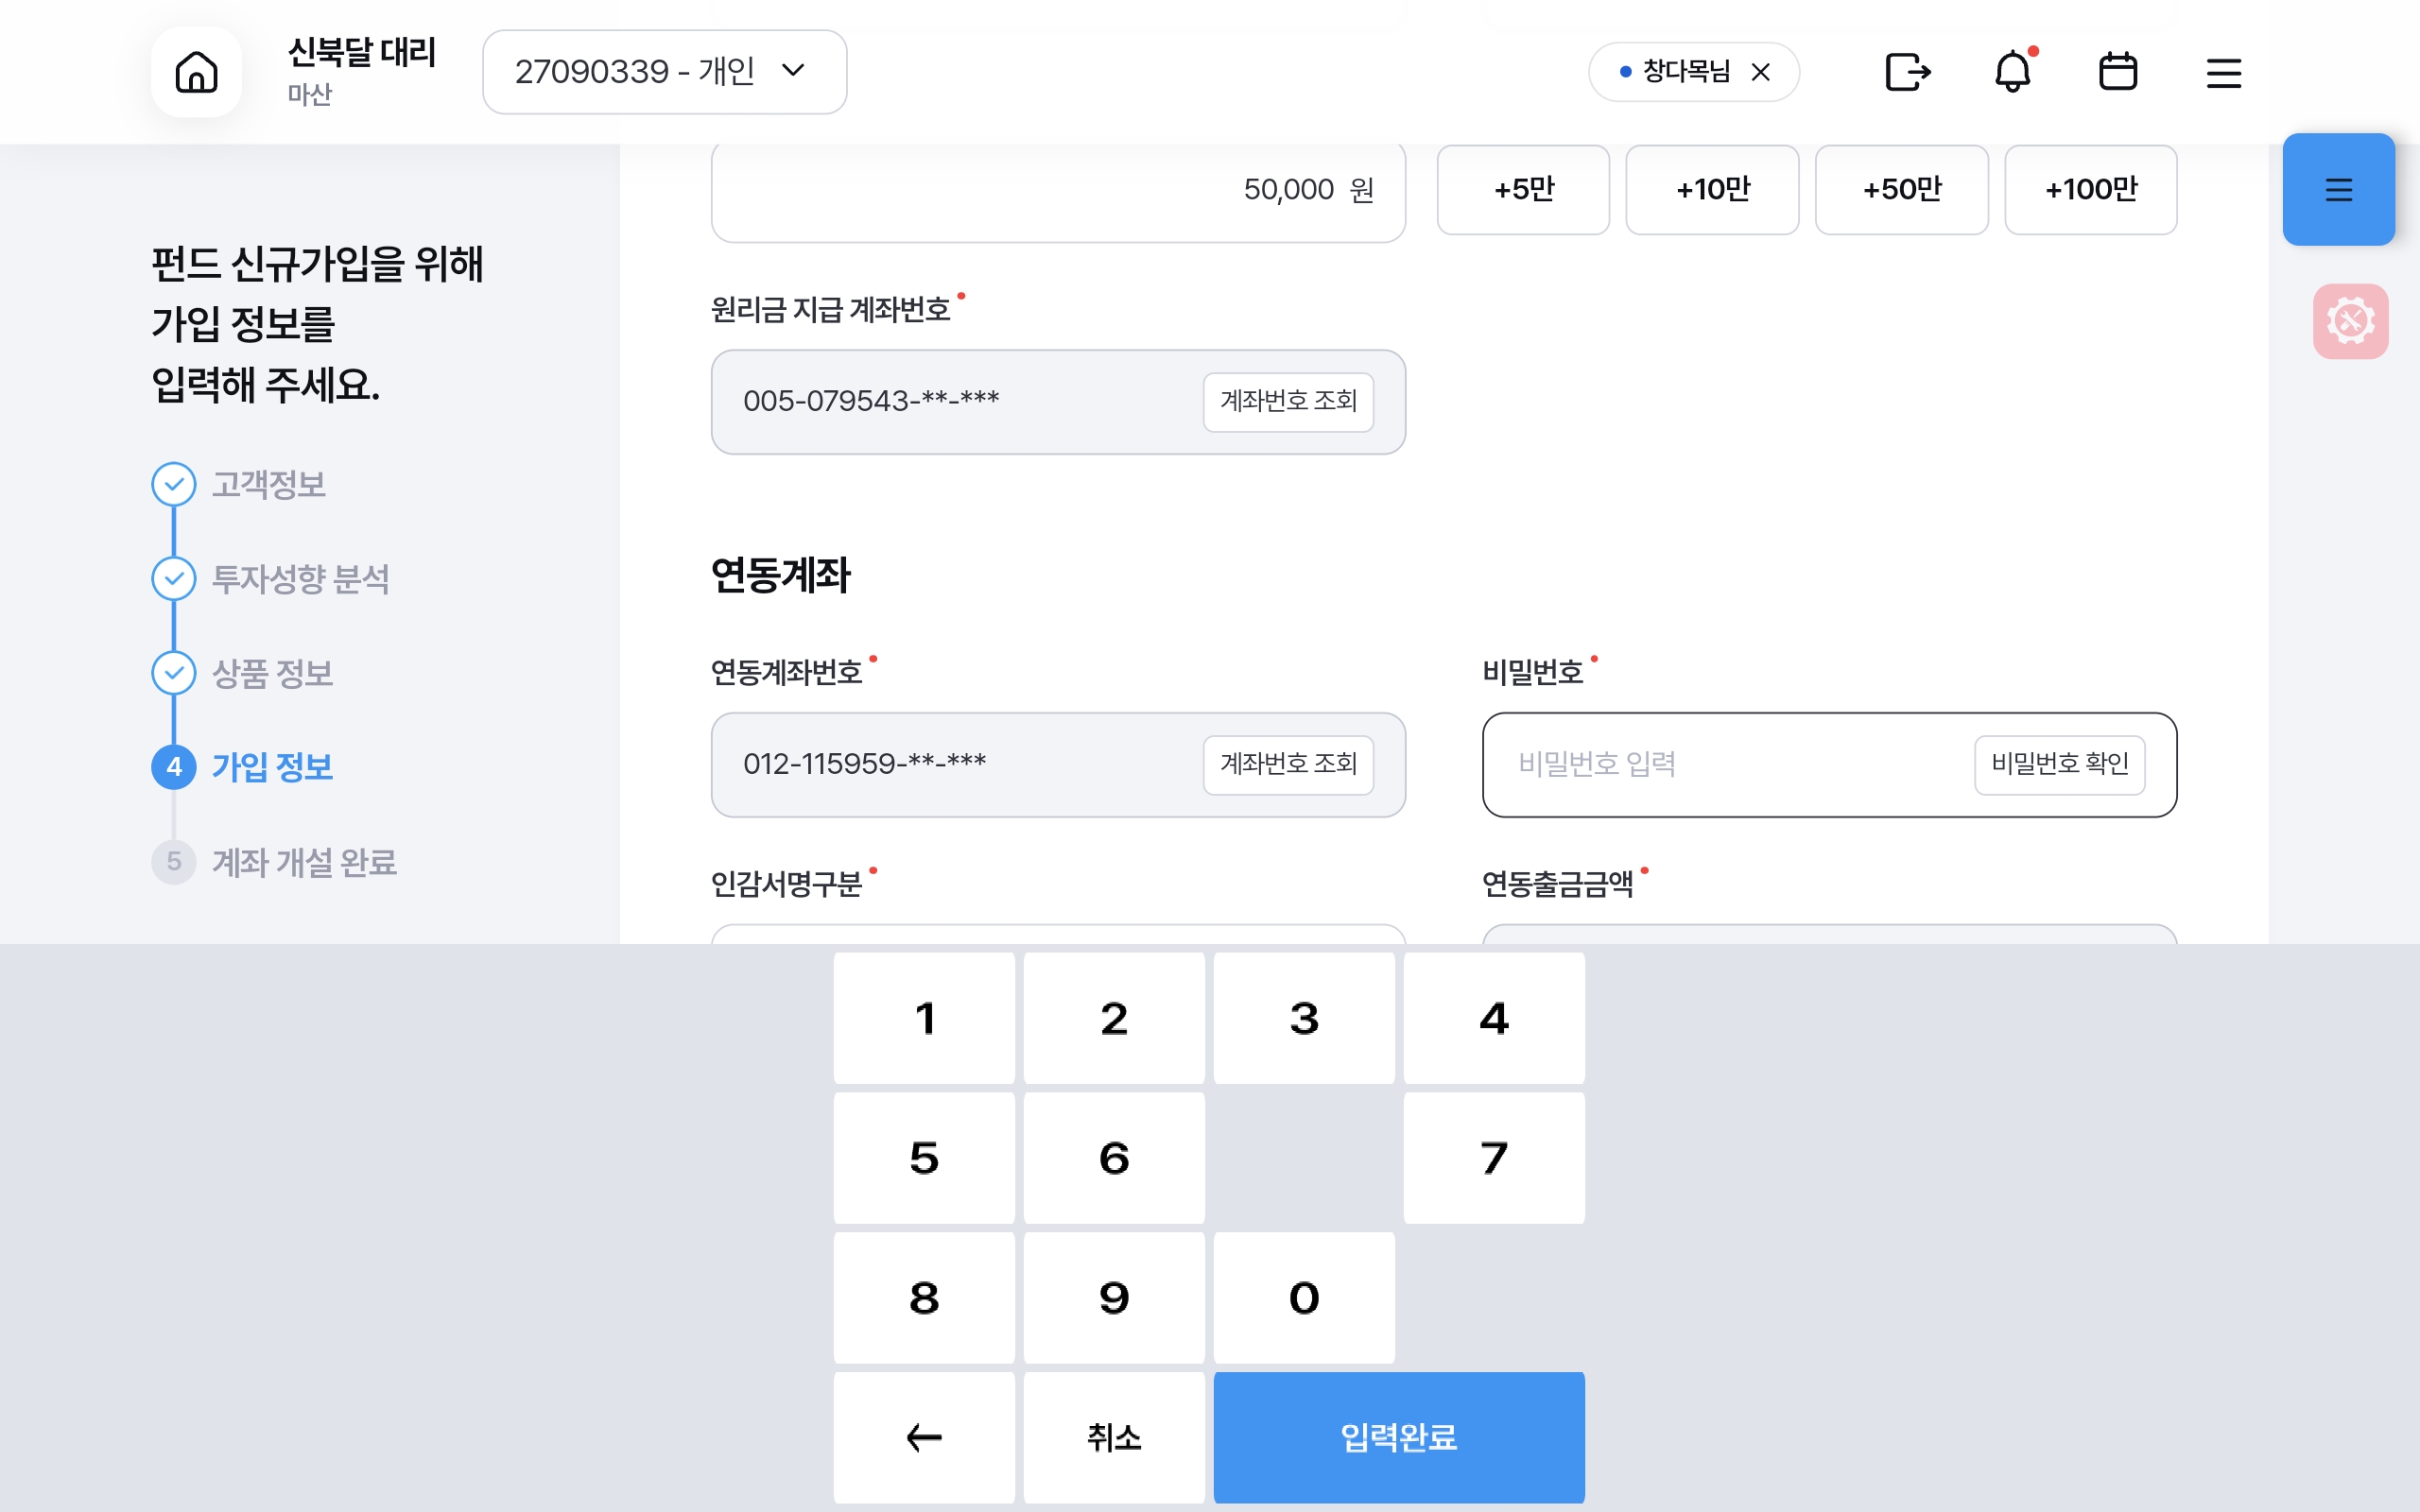 신북달 대리
마산
27090339 - 개인
창다목님
50,000 원
+5만
+10만
+50만
+100만
펀드 신규가입을 위해
가입 정보를
입력해 주세요.
고객정보
투자성향 분석
상품 정보
4 가입 정보
5 계좌 개설 완료
원리금 지급 계좌번호
005-079543-**-***
계좌번호 조회
연동계좌
연동계좌번호
012-115959-**-***
계좌번호 조회
비밀번호
비밀번호 입력
비밀번호 확인
인감서명구분
연동출금금액
1 2 3 4
5 6 7
8 9 0
취소
입력완료